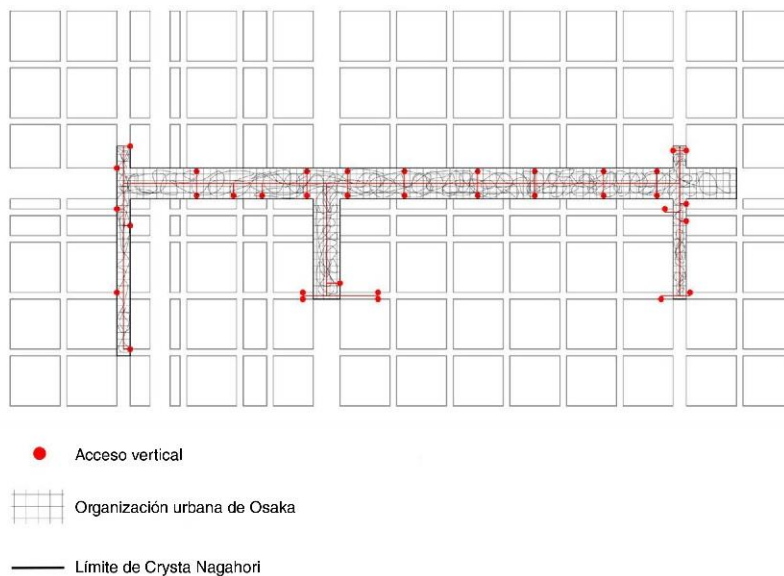 Acceso vertical
Organización urbana de Osaka
Límite de Crysta Nagahori